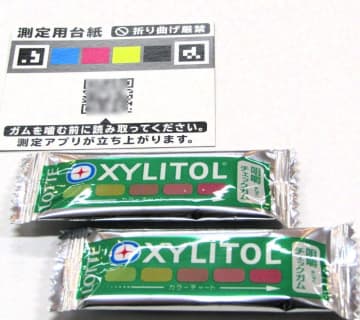 測定用台紙
折り曲げ厳禁
ガムを噛む前に読み取ってください。
測定アプリが立ち上がります。
LOTTE
XYLITOL
咀嚼
チェックガム
カラーチャート
LOTTE
XYLITOL
咀嚼
チェックガム
カラーチャート